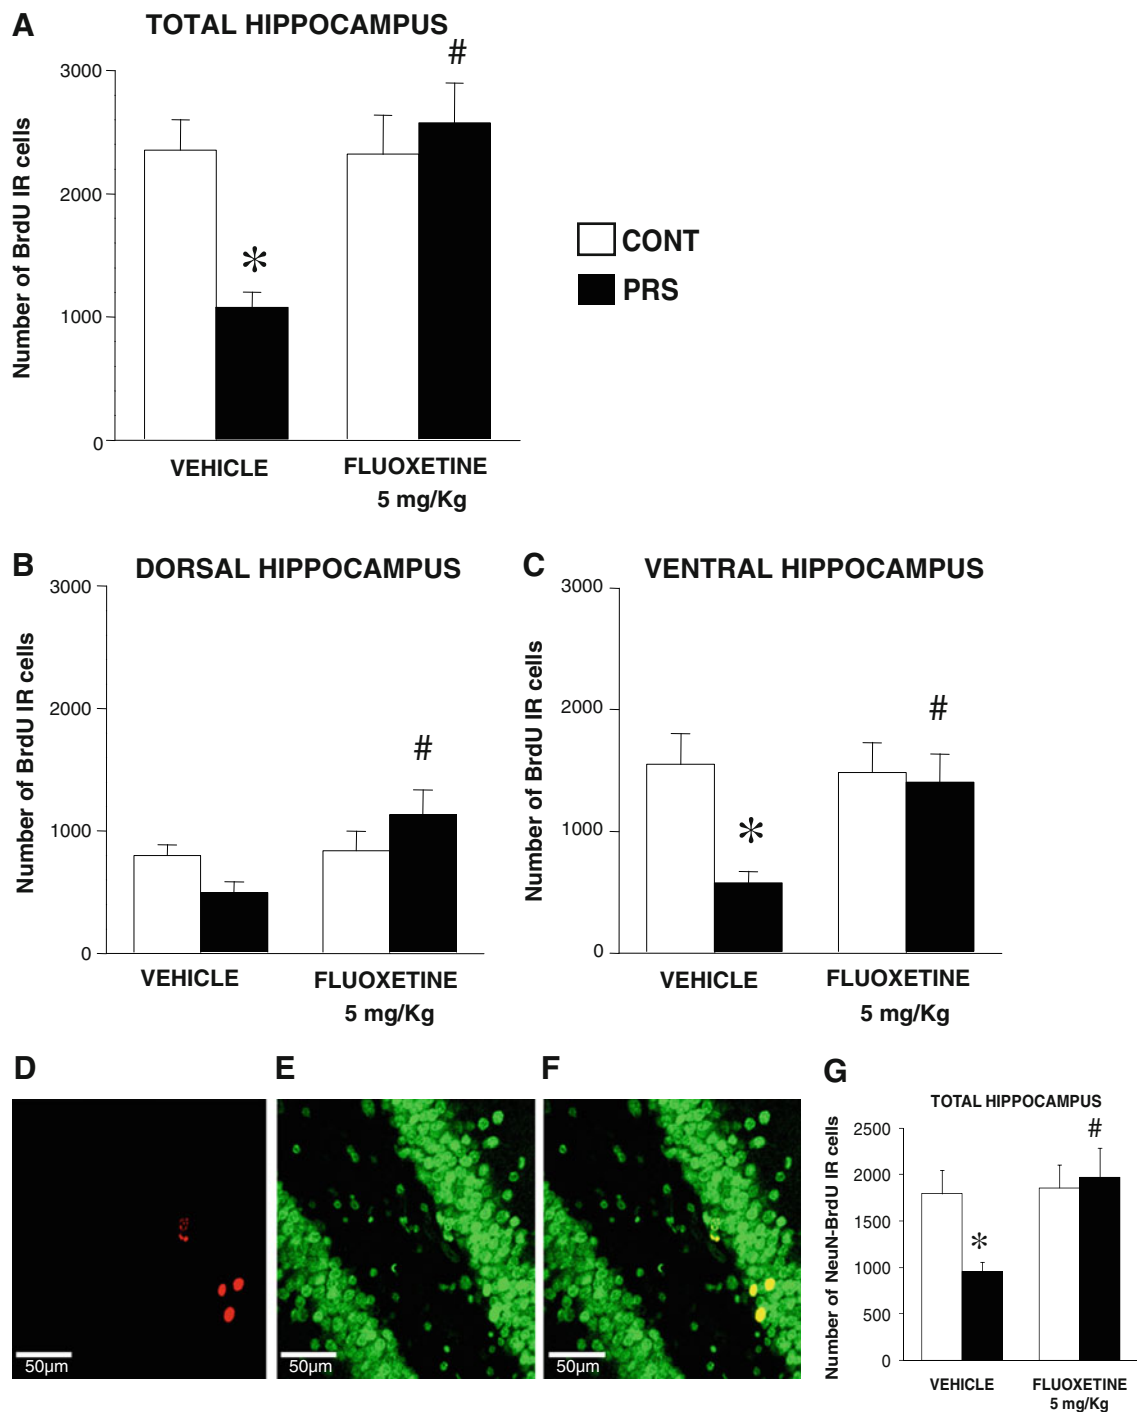 A
TOTAL HIPPOCAMPUS
#
3000
2000
1000
0
Number of BrdU IR cells
*
CONT
PRS
VEHICLE
FLUOXETINE
5 mg/Kg
B
DORSAL HIPPOCAMPUS
3000
2000
1000
0
Number of BrdU IR cells
#
VEHICLE
FLUOXETINE
5 mg/Kg
C
VENTRAL HIPPOCAMPUS
3000
2000
1000
0
Number of BrdU IR cells
*
#
VEHICLE
FLUOXETINE
5 mg/Kg
D
50µm
E
50µm
F
50µm
G
TOTAL HIPPOCAMPUS
2500
2000
1500
1000
500
0
Number of NeuN-BrdU IR cells
*
#
VEHICLE
FLUOXETINE
5 mg/Kg